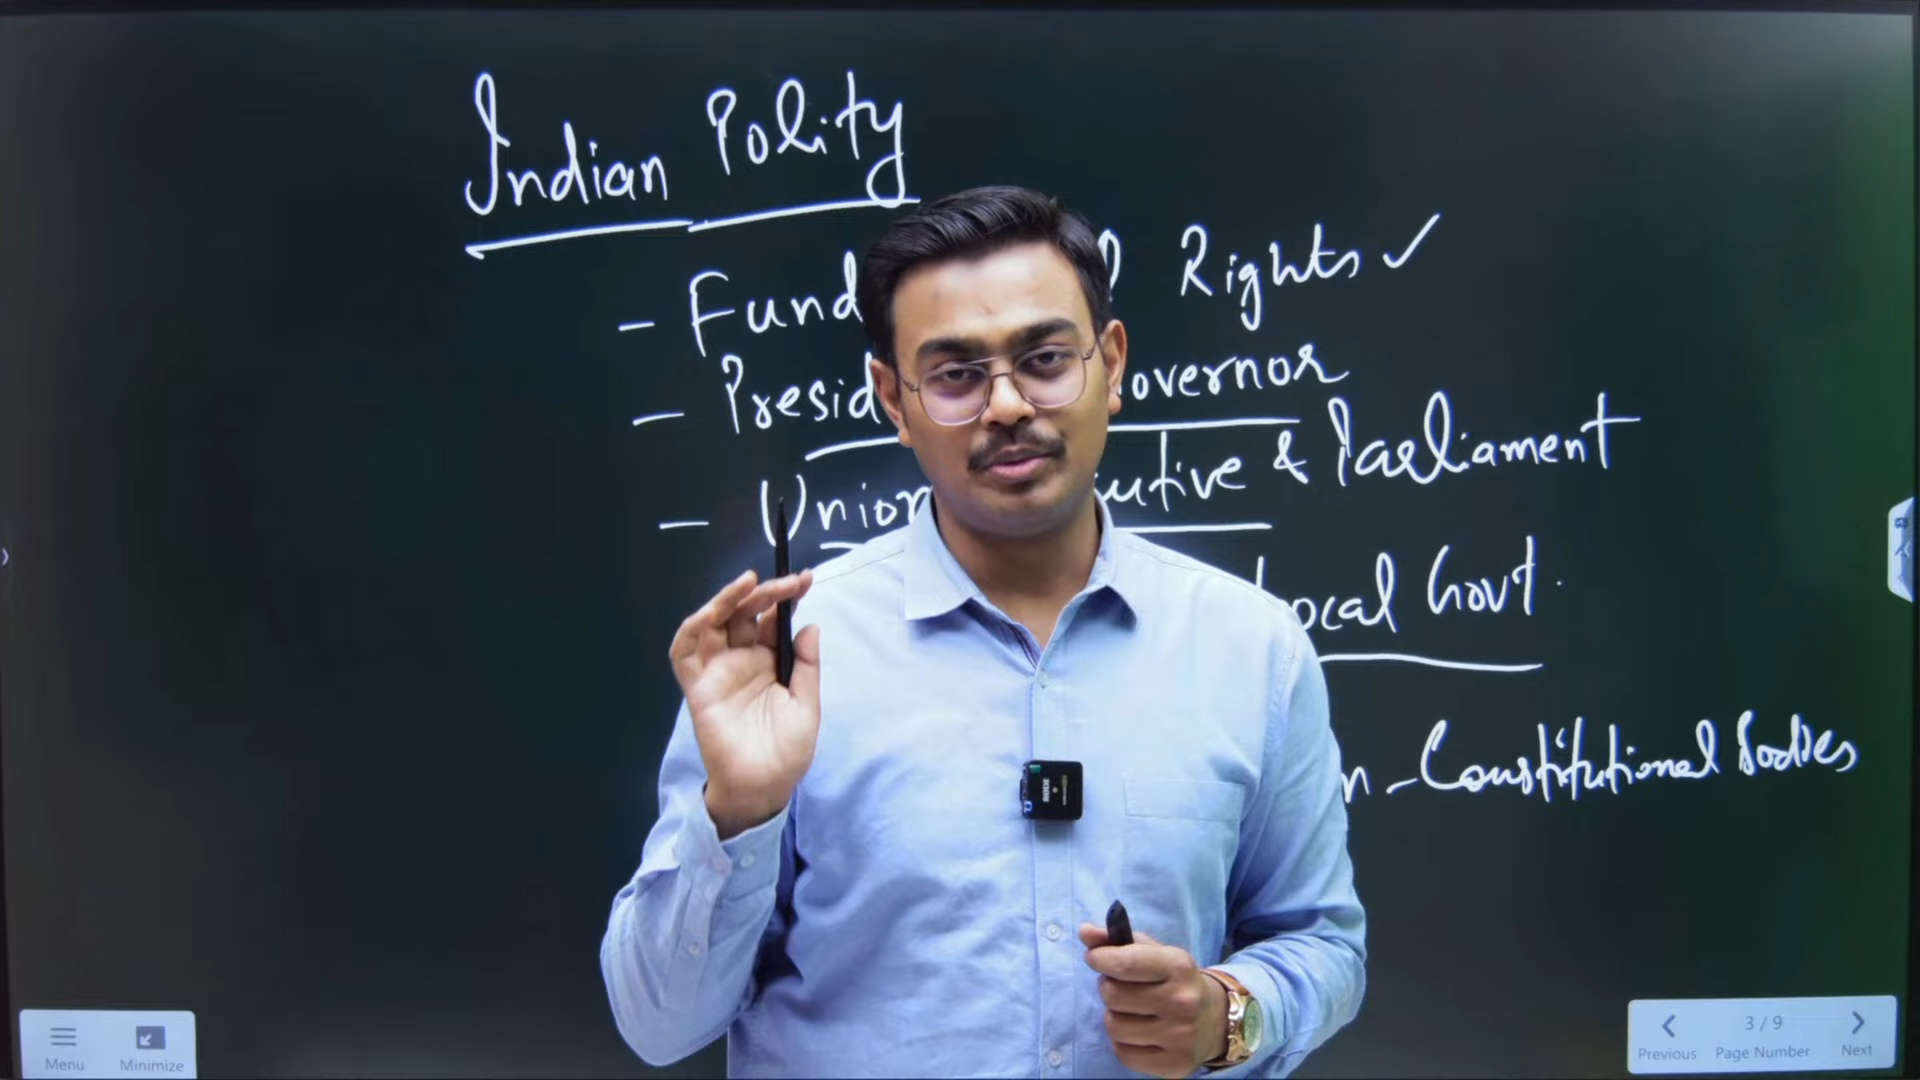 Indian Polity
- Fund l Rights ✓
- Presid overnor
- Union utive & Parliament
ocal Govt.
n - Constitutional Bodies
RØDE
Menu
Minimize
3 / 9
Previous
Page Number
Next